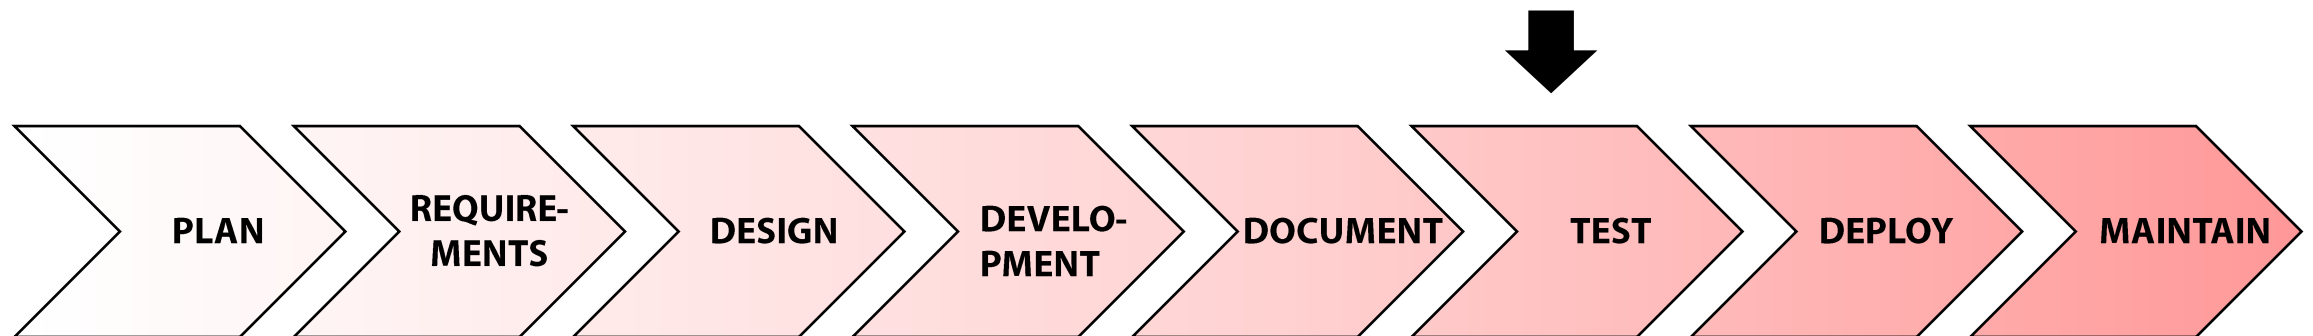 PLAN
REQUIRE-
MENTS
DESIGN
DEVELO-
PMENT
DOCUMENT
TEST
DEPLOY
MAINTAIN